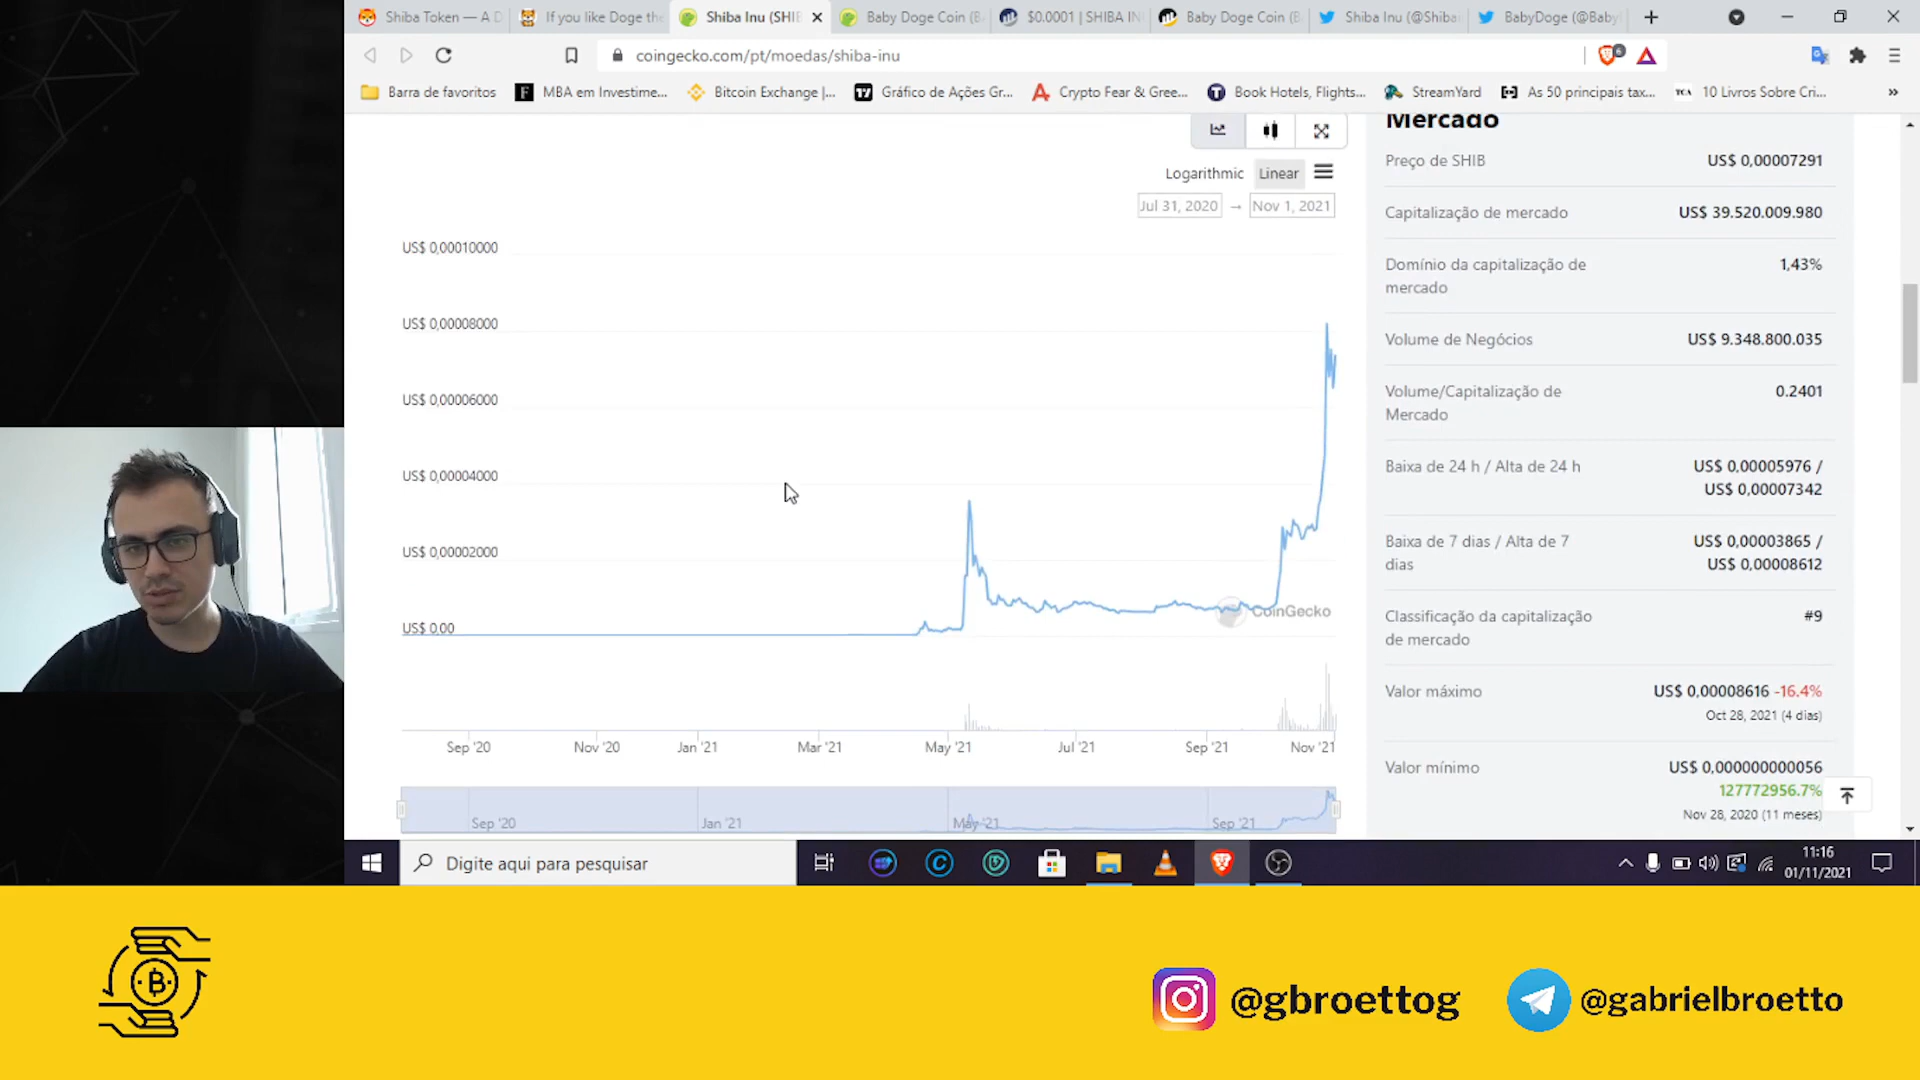 Shiba Token — A D
If you like Doge the
Shiba Inu (SHI
Baby Doge Coin (B
$0.0001 | SHIBA IN
Baby Doge Coin (B
Shiba Inu (@Shiba
BabyDoge (@Baby
coingecko.com/pt/moedas/shiba-inu
6
Barra de favoritos
MBA em Investime...
Bitcoin Exchange |...
Gráfico de Ações Gr...
Crypto Fear & Gree...
Book Hotels, Flights...
StreamYard
As 50 principais tax...
TCA
10 Livros Sobre Cri...
»
Logarithmic Linear
Jul 31, 2020 → Nov 1, 2021
US$ 0,00010000
US$ 0,00008000
US$ 0,00006000
US$ 0,00004000
US$ 0,00002000
US$ 0,00
CoinGecko
Sep '20 Nov '20 Jan '21 Mar '21 May '21 Jul '21 Sep '21 Nov '21
Sep '20 Jan '21 May '21 Sep '21
Mercado
Preço de SHIB US$ 0,00007291
Capitalização de mercado US$ 39.520.009.980
Domínio da capitalização de 1,43%
mercado
Volume de Negócios US$ 9.348.800.035
Volume/Capitalização de 0.2401
Mercado
Baixa de 24 h / Alta de 24 h US$ 0,00005976 /
US$ 0,00007342
Baixa de 7 dias / Alta de 7 US$ 0,00003865 /
dias US$ 0,00008612
Classificação da capitalização #9
de mercado
Valor máximo US$ 0,00008616 -16.4%
Oct 28, 2021 (4 dias)
Valor mínimo US$ 0,000000000056
127772956.7%
Nov 28, 2020 (11 meses)
Digite aqui para pesquisar
11:16
01/11/2021
@gbroettog
@gabrielbroetto